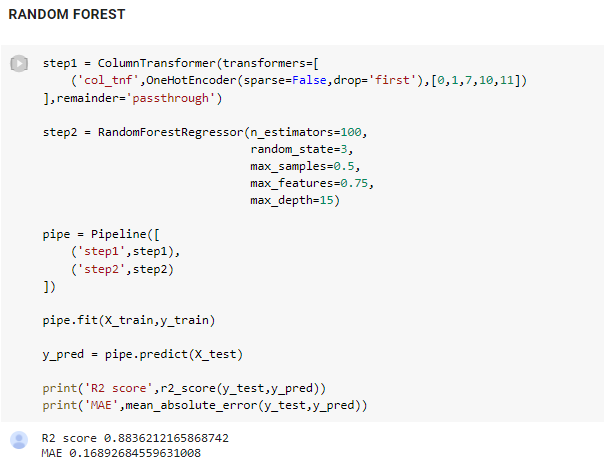 RANDOM FOREST
step1 = ColumnTransformer(transformers=[
    ('col_tnf',OneHotEncoder(sparse=False,drop='first'),[0,1,7,10,11])
],remainder='passthrough')
step2 = RandomForestRegressor(n_estimators=100,
                              random_state=3,
                              max_samples=0.5,
                              max_features=0.75,
                              max_depth=15)
pipe = Pipeline([
    ('step1',step1),
    ('step2',step2)
])
pipe.fit(X_train,y_train)
y_pred = pipe.predict(X_test)
print('R2 score',r2_score(y_test,y_pred))
print('MAE',mean_absolute_error(y_test,y_pred))
R2 score 0.8836212165868742
MAE 0.16892684559631008